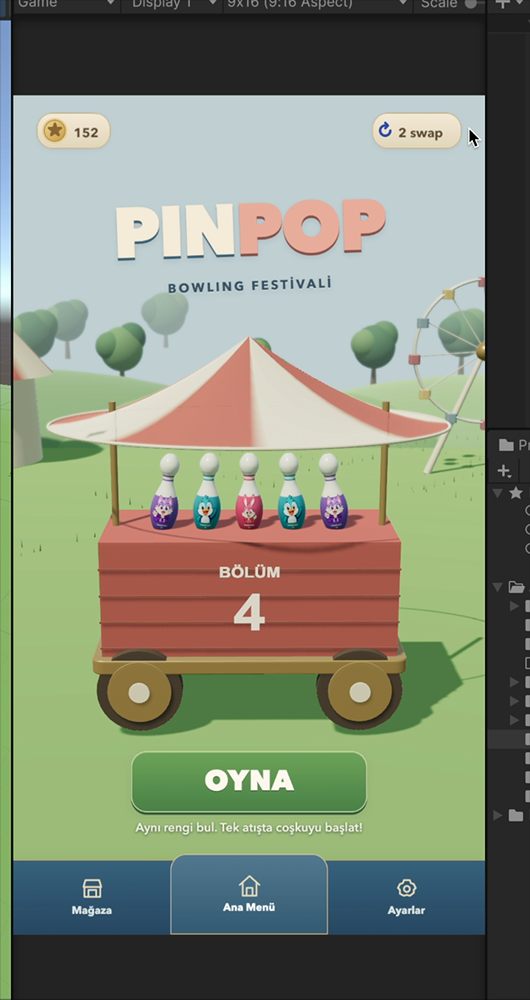 Game
Display 1
9x16 (9:16 Aspect)
Scale
152
2 swap
PINPOP
BOWLING FESTİVALİ
BÖLÜM
4
OYNA
Aynı rengi bul. Tek atışta coşkuyu başlat!
Mağaza
Ana Menü
Ayarlar